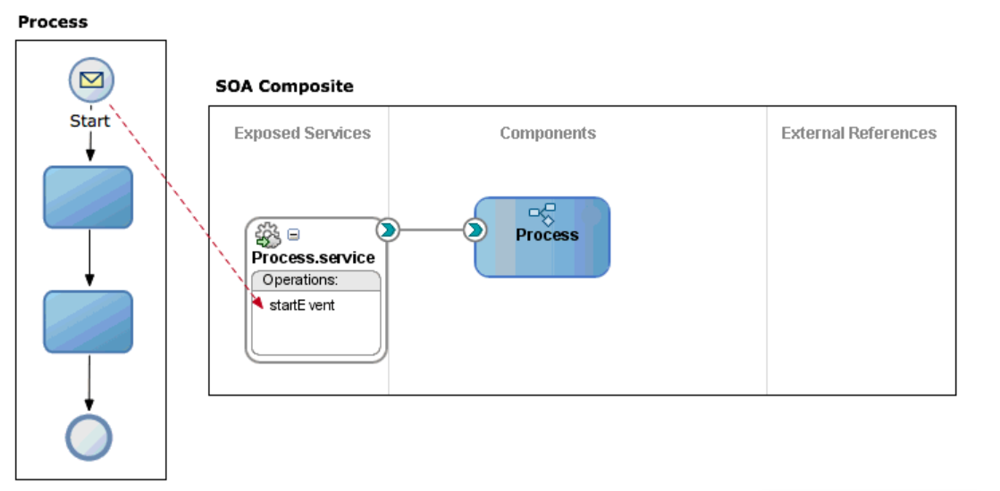 Process
Start
SOA Composite
Exposed Services
Components
External References
Process.service
Operations:
startE vent
Process